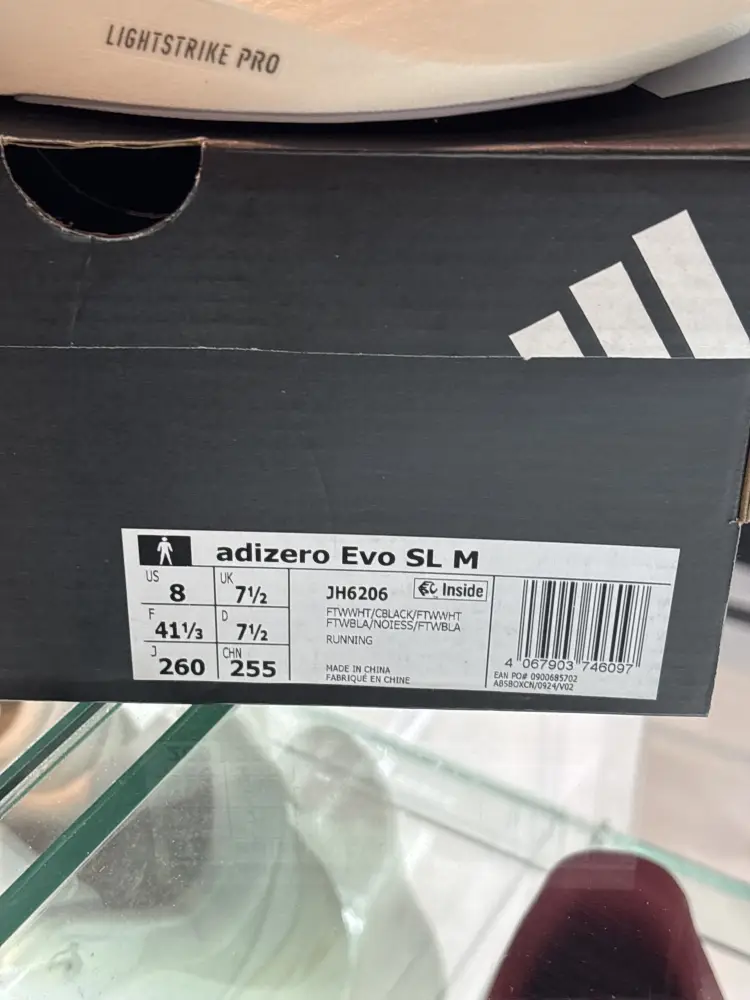 LIGHTSTRIKE PRO
adizero Evo SL M
US 8 UK 7½
F 41⅓ D 7½
J 260 CHN 255
JH6206 Inside
FTWWHT/CBLACK/FTWWHT
FTWBLA/NOIESS/FTWBLA
RUNNING
MADE IN CHINA
FABRIQUÉ EN CHINE
4 067903 746097
EAN PO# 0900685702
ABSBOXCN/0924/V02